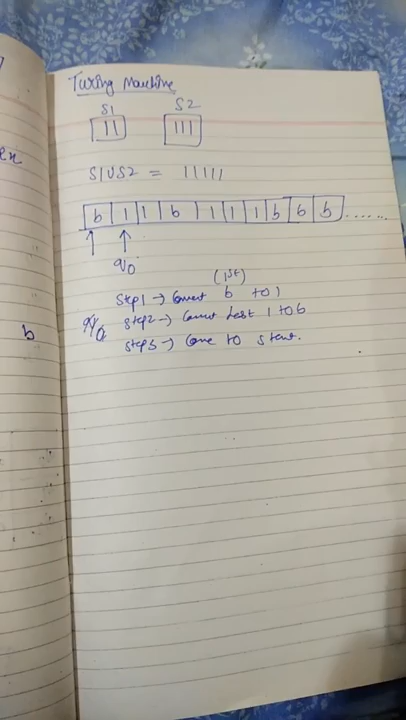 Turing Machine
S1 S2
11 111
S1US2 = 11111
b 1 1 b 1 1 1 b b b ......
q0
(1st)
Step1 → Convert b to 1
q0 Step2 → Convert last 1 to b
b
Step3 → Come to start.